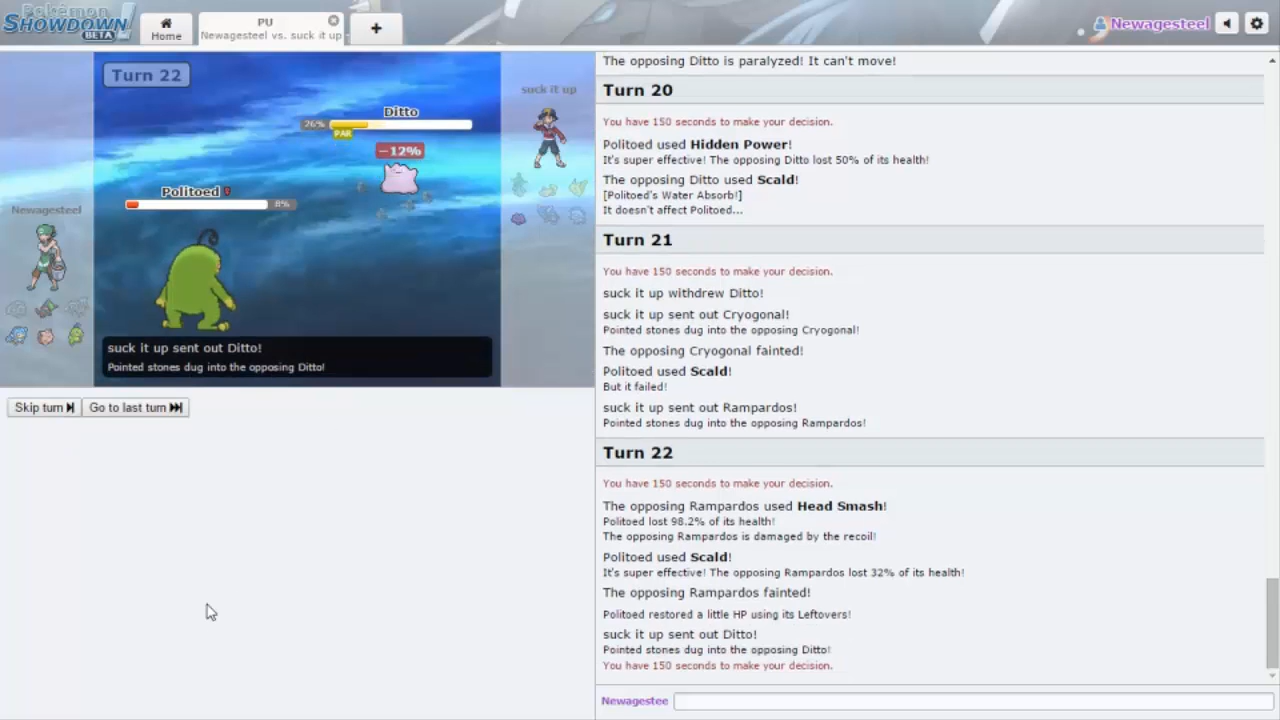 Pokémon
SHOWDOWN!
BETA
Home
PU
Newagesteel vs. suck it up
+
Newagesteel
Turn 22
Ditto
26%
PAR
−12%
Politoed
8%
Newagesteel
suck it up
suck it up sent out Ditto!
Pointed stones dug into the opposing Ditto!
Skip turn
Go to last turn
The opposing Ditto is paralyzed! It can't move!
Turn 20
You have 150 seconds to make your decision.
Politoed used Hidden Power!
It's super effective! The opposing Ditto lost 50% of its health!
The opposing Ditto used Scald!
[Politoed's Water Absorb!]
It doesn't affect Politoed...
Turn 21
You have 150 seconds to make your decision.
suck it up withdrew Ditto!
suck it up sent out Cryogonal!
Pointed stones dug into the opposing Cryogonal!
The opposing Cryogonal fainted!
Politoed used Scald!
But it failed!
suck it up sent out Rampardos!
Pointed stones dug into the opposing Rampardos!
Turn 22
You have 150 seconds to make your decision.
The opposing Rampardos used Head Smash!
Politoed lost 98.2% of its health!
The opposing Rampardos is damaged by the recoil!
Politoed used Scald!
It's super effective! The opposing Rampardos lost 32% of its health!
The opposing Rampardos fainted!
Politoed restored a little HP using its Leftovers!
suck it up sent out Ditto!
Pointed stones dug into the opposing Ditto!
You have 150 seconds to make your decision.
Newagestee